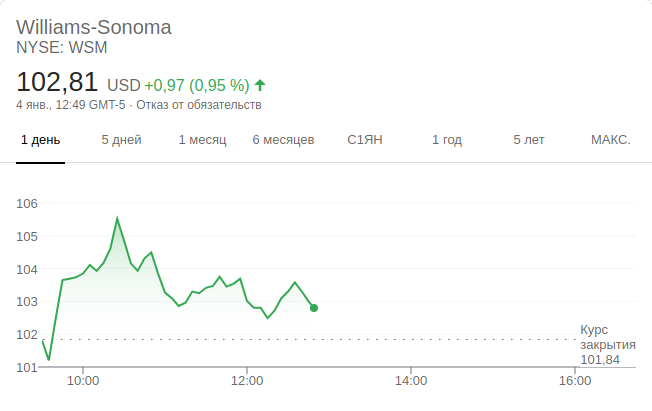 Williams-Sonoma
NYSE: WSM
102,81 USD +0,97 (0,95 %)
4 янв., 12:49 GMT-5 · Отказ от обязательств
1 день 5 дней 1 месяц 6 месяцев С1ЯН 1 год 5 лет МАКС.
106
105
104
103
102
101
Курс
закрытия
101,84
10:00 12:00 14:00 16:00